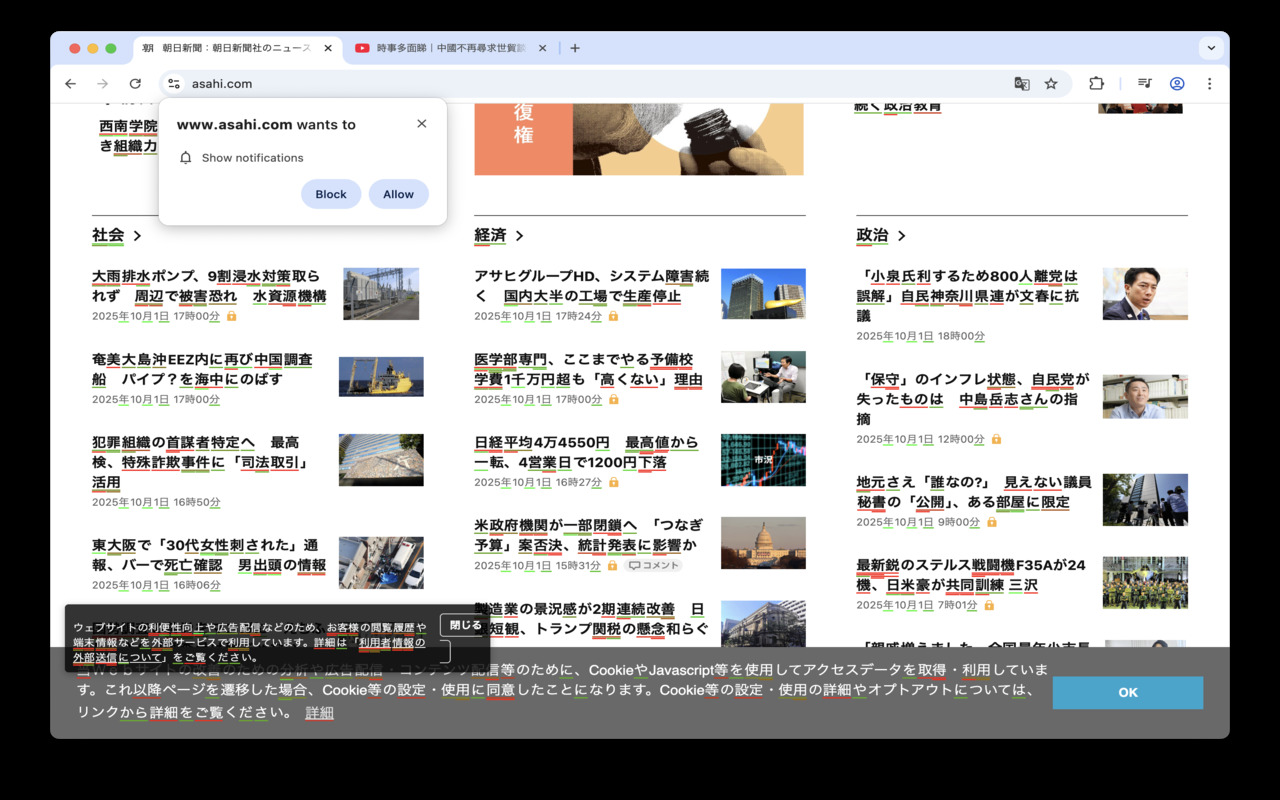 朝日新聞：朝日新聞社のニュース
時事多面睇｜中國不再尋求世貿
asahi.com
西南学院
き組織力
復権
続く政治教育
www.asahi.com wants to
Show notifications
Block
Allow
社会
大雨排水ポンプ、9割浸水対策取ら
れず　周辺で被害恐れ　水資源機構
2025年10月1日 17時00分
奄美大島沖EEZ内に再び中国調査
船　パイプ？を海中にのばす
2025年10月1日 17時00分
犯罪組織の首謀者特定へ　最高
検、特殊詐欺事件に「司法取引」
活用
2025年10月1日 16時50分
東大阪で「30代女性刺された」通
報、バーで死亡確認　男出頭の情報
2025年10月1日 16時06分
経済
アサヒグループHD、システム障害続
く　国内大半の工場で生産停止
2025年10月1日 17時24分
医学部専門、ここまでやる予備校
学費1千万円超も「高くない」理由
2025年10月1日 17時00分
日経平均4万4550円　最高値から
一転、4営業日で1200円下落
2025年10月1日 16時27分
市況
米政府機関が一部閉鎖へ　「つなぎ
予算」案否決、統計発表に影響か
2025年10月1日 15時31分
コメント
製造業の景況感が2期連続改善　日
銀短観、トランプ関税の懸念和らぐ
政治
「小泉氏利するため800人離党は
誤解」自民神奈川県連が文春に抗
議
2025年10月1日 18時00分
「保守」のインフレ状態、自民党が
失ったものは　中島岳志さんの指
摘
2025年10月1日 12時00分
地元さえ「誰なの?」　見えない議員
秘書の「公開」、ある部屋に限定
2025年10月1日 9時00分
最新鋭のステルス戦闘機F35Aが24
機、日米豪が共同訓練 三沢
2025年10月1日 7時01分
ウェブサイトの利便性向上や広告配信などのため、お客様の閲覧履歴や
端末情報などを外部サービスで利用しています。詳細は「利用者情報の
外部送信について」をご覧ください。
閉じる
当Webサイトの改善のための分析や広告配信・コンテンツ配信等のために、CookieやJavascript等を使用してアクセスデータを取得・利用していま
す。これ以降ページを遷移した場合、Cookie等の設定・使用に同意したことになります。Cookie等の設定・使用の詳細やオプトアウトについては、
リンクから詳細をご覧ください。 詳細
OK